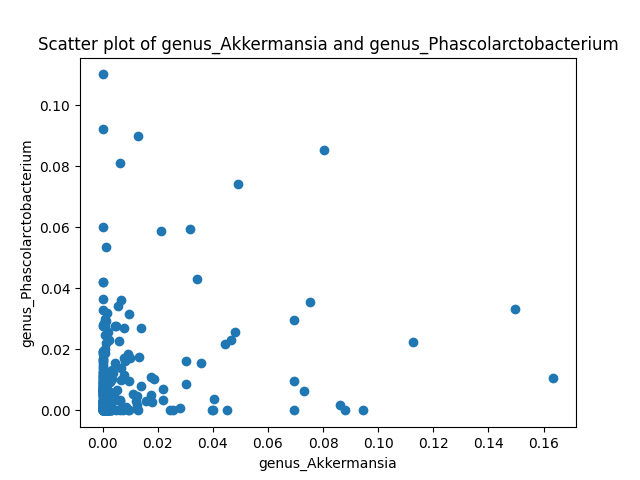 Scatter plot of genus_Akkermansia and genus_Phascolarctobacterium
genus_Phascolarctobacterium
0.10
0.08
0.06
0.04
0.02
0.00
0.00 0.02 0.04 0.06 0.08 0.10 0.12 0.14 0.16
genus_Akkermansia